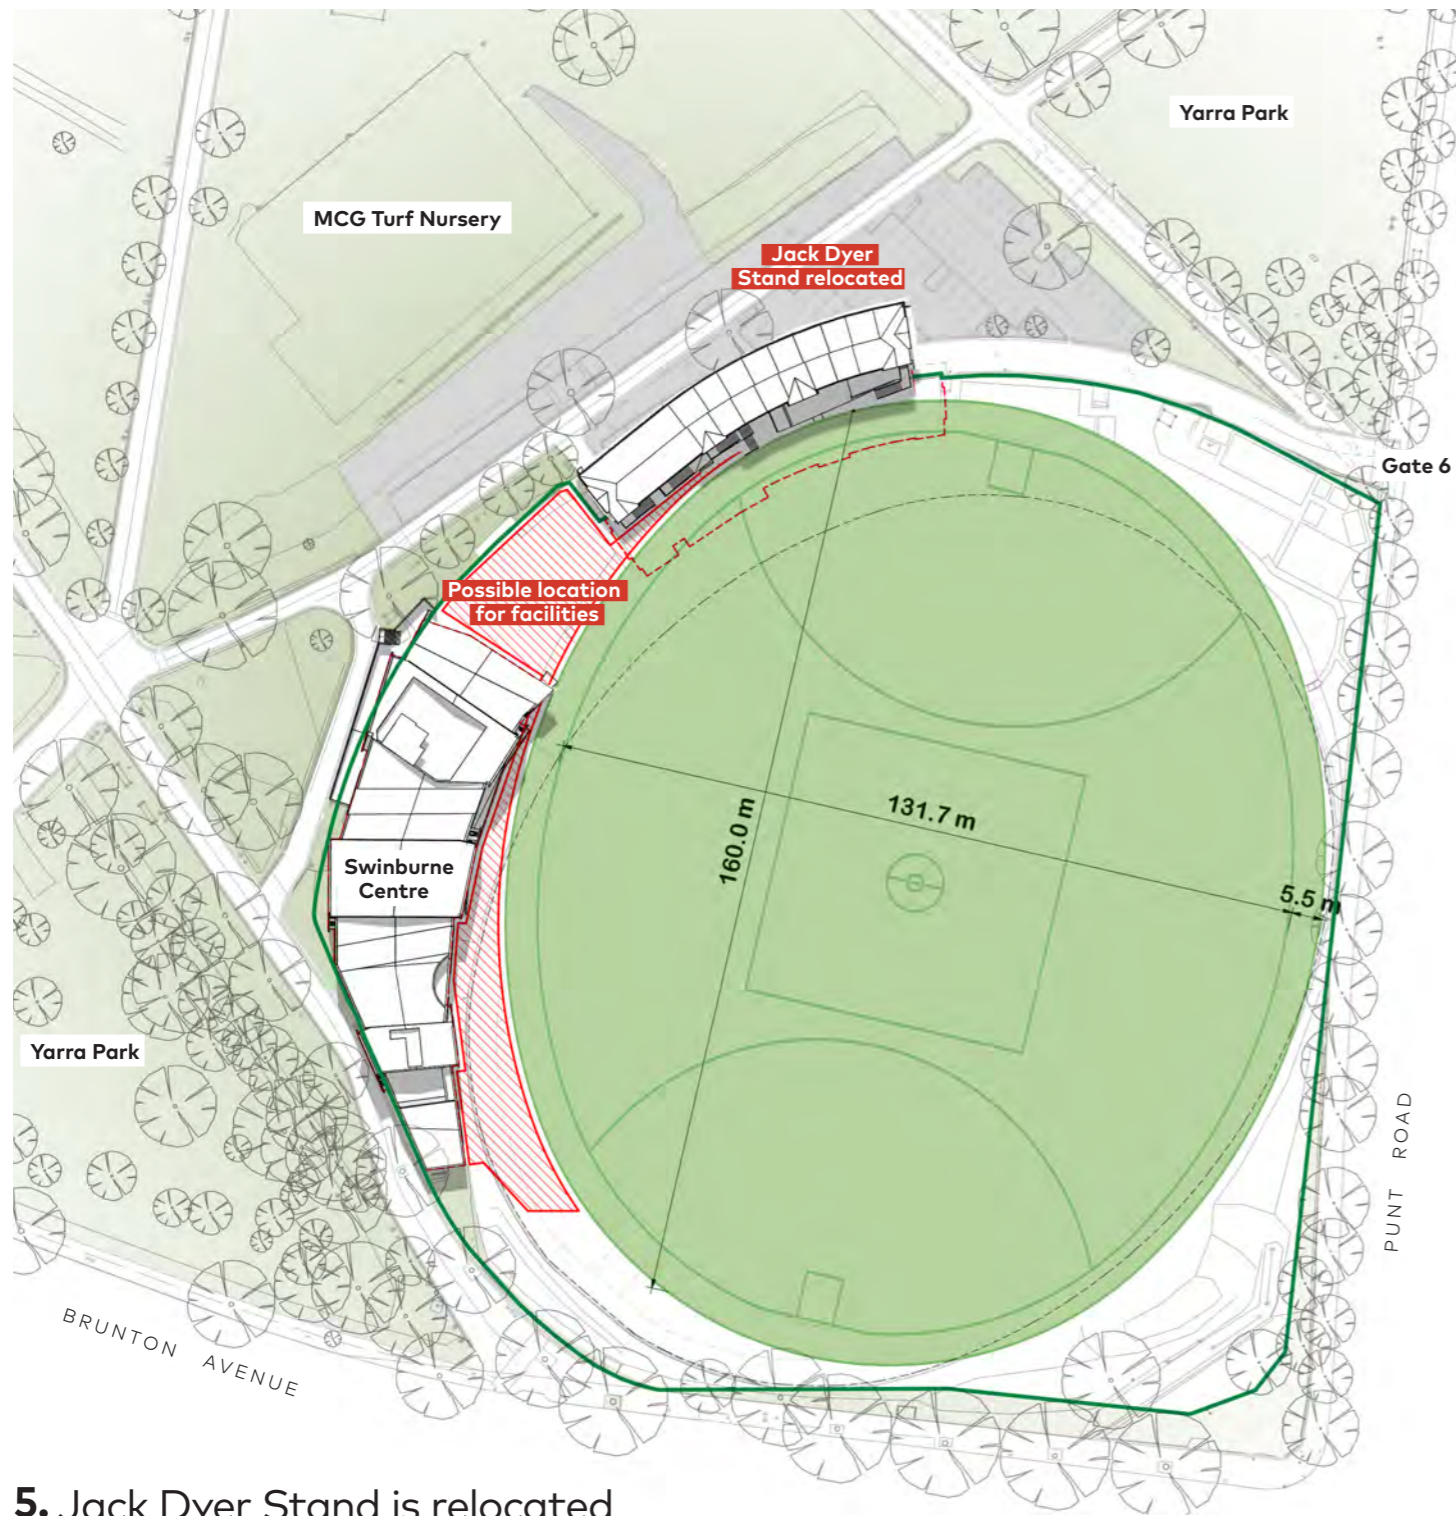 Yarra Park
MCG Turf Nursery
Jack Dyer
Stand relocated
Gate 6
Possible location
for facilities
131.7 m
160.0 m
Swinburne
Centre
5.5 m
Yarra Park
PUNT ROAD
BRUNTON AVENUE
5. Jack Dyer Stand is relocated